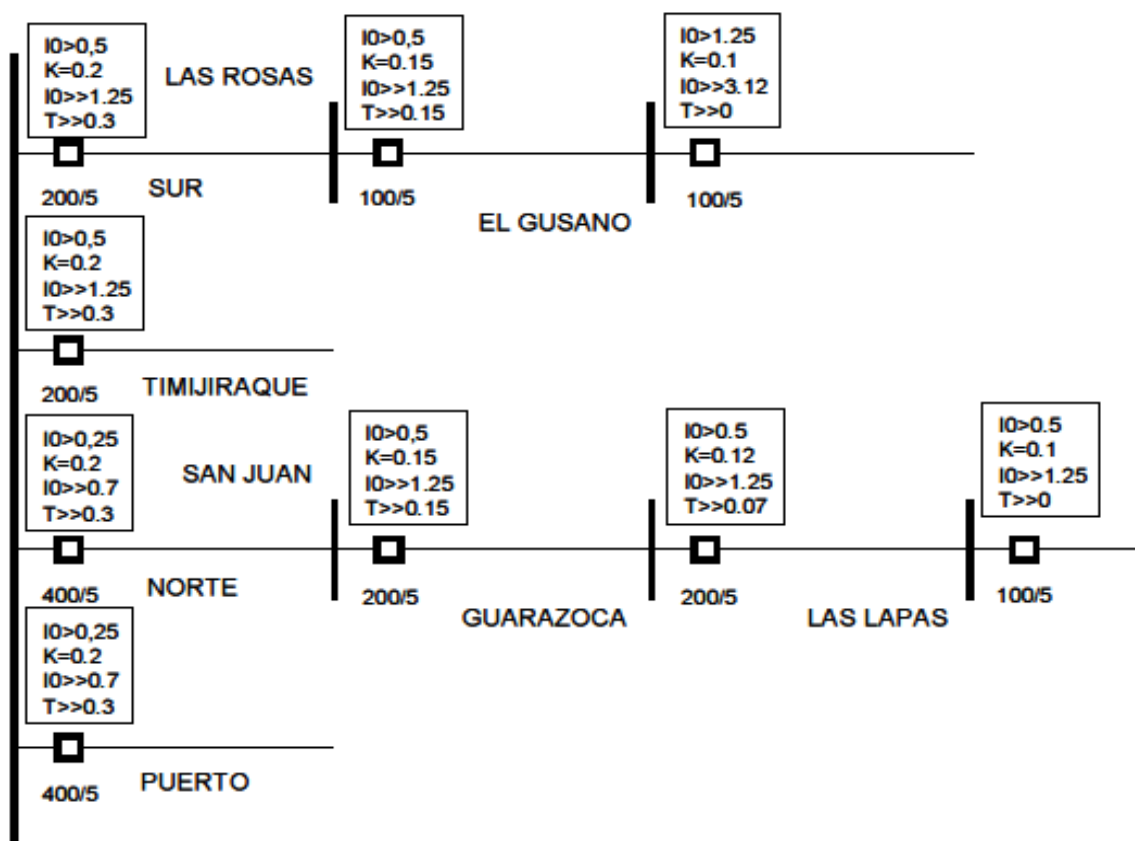 I0>0,5
K=0.2
I0>>1.25
T>>0.3
LAS ROSAS
I0>0,5
K=0.15
I0>>1.25
T>>0.15
I0>1.25
K=0.1
I0>>3.12
T>>0
200/5
SUR
100/5
EL GUSANO
100/5
I0>0,5
K=0.2
I0>>1.25
T>>0.3
200/5
TIMIJIRAQUE
I0>0,25
K=0.2
I0>>0.7
T>>0.3
SAN JUAN
I0>0,5
K=0.15
I0>>1.25
T>>0.15
I0>0.5
K=0.12
I0>>1.25
T>>0.07
I0>0.5
K=0.1
I0>>1.25
T>>0
400/5
NORTE
200/5
GUARAZOCA
200/5
LAS LAPAS
100/5
I0>0,25
K=0.2
I0>>0.7
T>>0.3
400/5
PUERTO